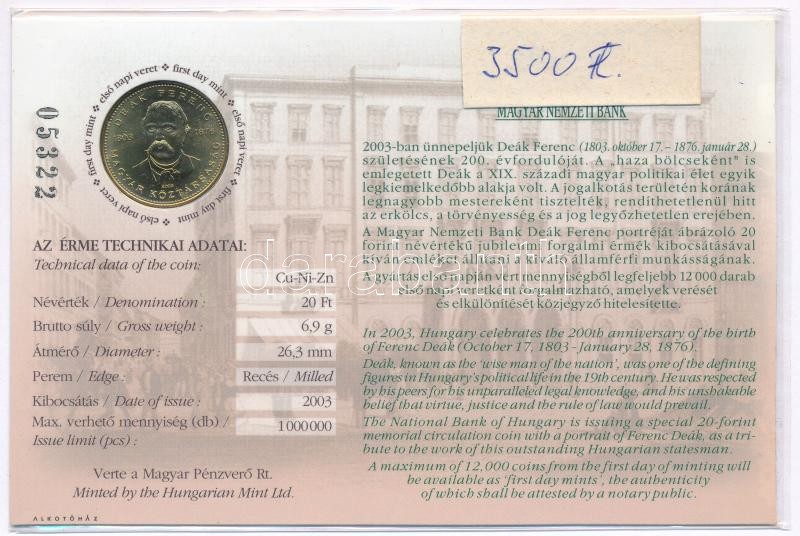 3500 Ft.
05322
első napi veret • first day mint • első napi veret • first day mint • első napi veret • first day mint
DEÁK FERENC
1803 1876
2003
MAGYAR KÖZTÁRSASÁG
AZ ÉRME TECHNIKAI ADATAI:
Technical data of the coin:
Cu-Ni-Zn
Névérték / Denomination : 20 Ft
Brutto súly / Gross weight : 6,9 g
Átmérő / Diameter : 26,3 mm
Perem / Edge : Recés / Milled
Kibocsátás / Date of issue : 2003
Max. verhető mennyiség (db) /
Issue limit (pcs) : 1000000
Verte a Magyar Pénzverő Rt.
Minted by the Hungarian Mint Ltd.
ALKOTÓHÁZ
MAGYAR NEMZETI BANK
2003-ban ünnepeljük Deák Ferenc (1803. október 17. – 1876. január 28.)
születésének 200. évfordulóját. A „haza bölcseként" is
emlegetett Deák a XIX. századi magyar politikai élet egyik
legkiemelkedőbb alakja volt. A jogalkotás területén korának
legnagyobb mestereként tisztelték, rendíthetetlenül hitt
az erkölcs, a törvényesség és a jog legyőzhetetlen erejében.
A Magyar Nemzeti Bank Deák Ferenc portréját ábrázoló 20
forint névértékű jubileumi forgalmi érmék kibocsátásával
kíván emléket állítani a kiváló államférfi munkásságának.
A gyártás első napján vert mennyiségből legfeljebb 12 000 darab
első napi veretként forgalmazható, amelyek verését
és elkülönítését közjegyző hitelesítette.
In 2003, Hungary celebrates the 200th anniversary of the birth
of Ferenc Deák (October 17, 1803 - January 28, 1876).
Deák, known as the 'wise man of the nation', was one of the defining
figures in Hungary's political life in the 19th century. He was respected
by his peers for his unparalleled legal knowledge, and his unshakable
belief that virtue, justice and the rule of law would prevail.
The National Bank of Hungary is issuing a special 20-forint
memorial circulation coin with a portrait of Ferenc Deák, as a tri-
bute to the work of this outstanding Hungarian statesman.
A maximum of 12,000 coins from the first day of minting will
be available as 'first day mints', the authenticity
of which shall be attested by a notary public.
darabanth